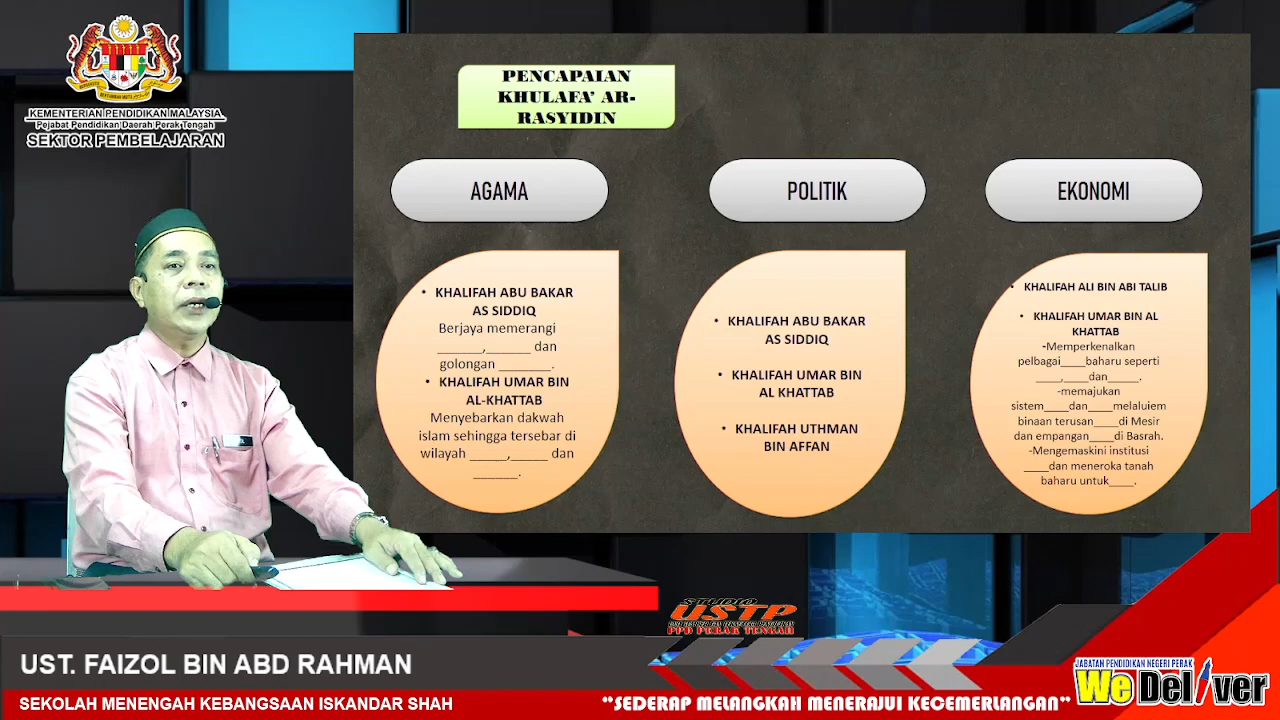 KEMENTERIAN PENDIDIKAN MALAYSIA
Pejabat Pendidikan Daerah Perak Tengah
SEKTOR PEMBELAJARAN
PENCAPAIAN
KHULAFA' AR-
RASYIDIN
AGAMA
POLITIK
EKONOMI
• KHALIFAH ABU BAKAR
AS SIDDIQ
Berjaya memerangi
______,______ dan
golongan _______.
• KHALIFAH UMAR BIN
AL-KHATTAB
Menyebarkan dakwah
islam sehingga tersebar di
wilayah _____,_____ dan
______.
• KHALIFAH ABU BAKAR
AS SIDDIQ
• KHALIFAH UMAR BIN
AL KHATTAB
• KHALIFAH UTHMAN
BIN AFFAN
• KHALIFAH ALI BIN ABI TALIB
• KHALIFAH UMAR BIN AL
KHATTAB
-Memperkenalkan
pelbagai____baharu seperti
____,____dan_____.
-memajukan
sistem____dan____melaluiem
binaan terusan____di Mesir
dan empangan____di Basrah.
-Mengemaskini institusi
____dan meneroka tanah
baharu untuk____.
STUDIO
USTP
PPD PERAK TENGAH
UST. FAIZOL BIN ABD RAHMAN
SEKOLAH MENENGAH KEBANGSAAN ISKANDAR SHAH
"SEDERAP MELANGKAH MENERAJUI KECEMERLANGAN"
JABATAN PENDIDIKAN NEGERI PERAK
We Deliver